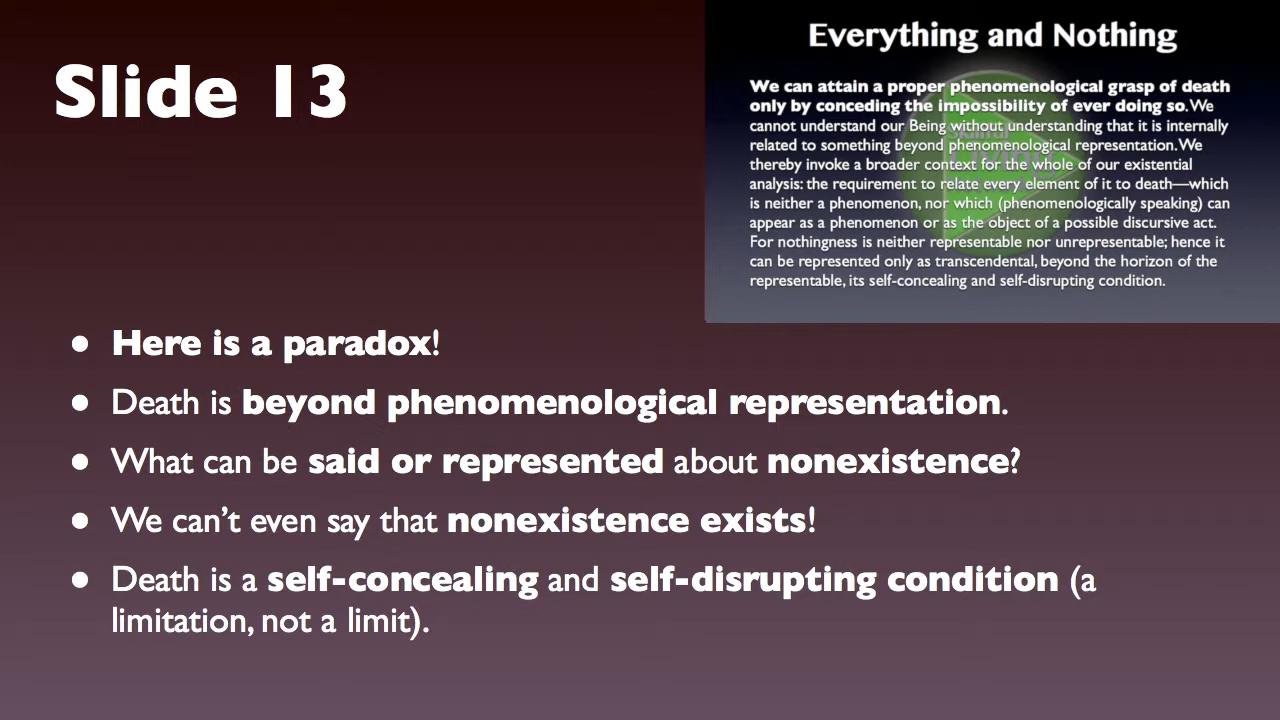 Slide 13
Everything and Nothing
We can attain a proper phenomenological grasp of death
only by conceding the impossibility of ever doing so. We
cannot understand our Being without understanding that it is internally
related to something beyond phenomenological representation. We
thereby invoke a broader context for the whole of our existential
analysis: the requirement to relate every element of it to death—which
is neither a phenomenon, nor which (phenomenologically speaking) can
appear as a phenomenon or as the object of a possible discursive act.
For nothingness is neither representable nor unrepresentable; hence it
can be represented only as transcendental, beyond the horizon of the
representable, its self-concealing and self-disrupting condition.
• Here is a paradox!
• Death is beyond phenomenological representation.
• What can be said or represented about nonexistence?
• We can't even say that nonexistence exists!
• Death is a self-concealing and self-disrupting condition (a
limitation, not a limit).